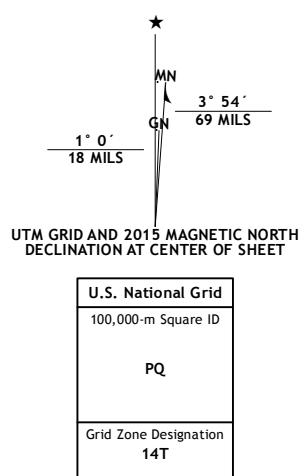 ★
MN
3° 54´
69 MILS
GN
1° 0´
18 MILS
UTM GRID AND 2015 MAGNETIC NORTH
DECLINATION AT CENTER OF SHEET
U.S. National Grid
100,000-m Square ID
PQ
Grid Zone Designation
14T